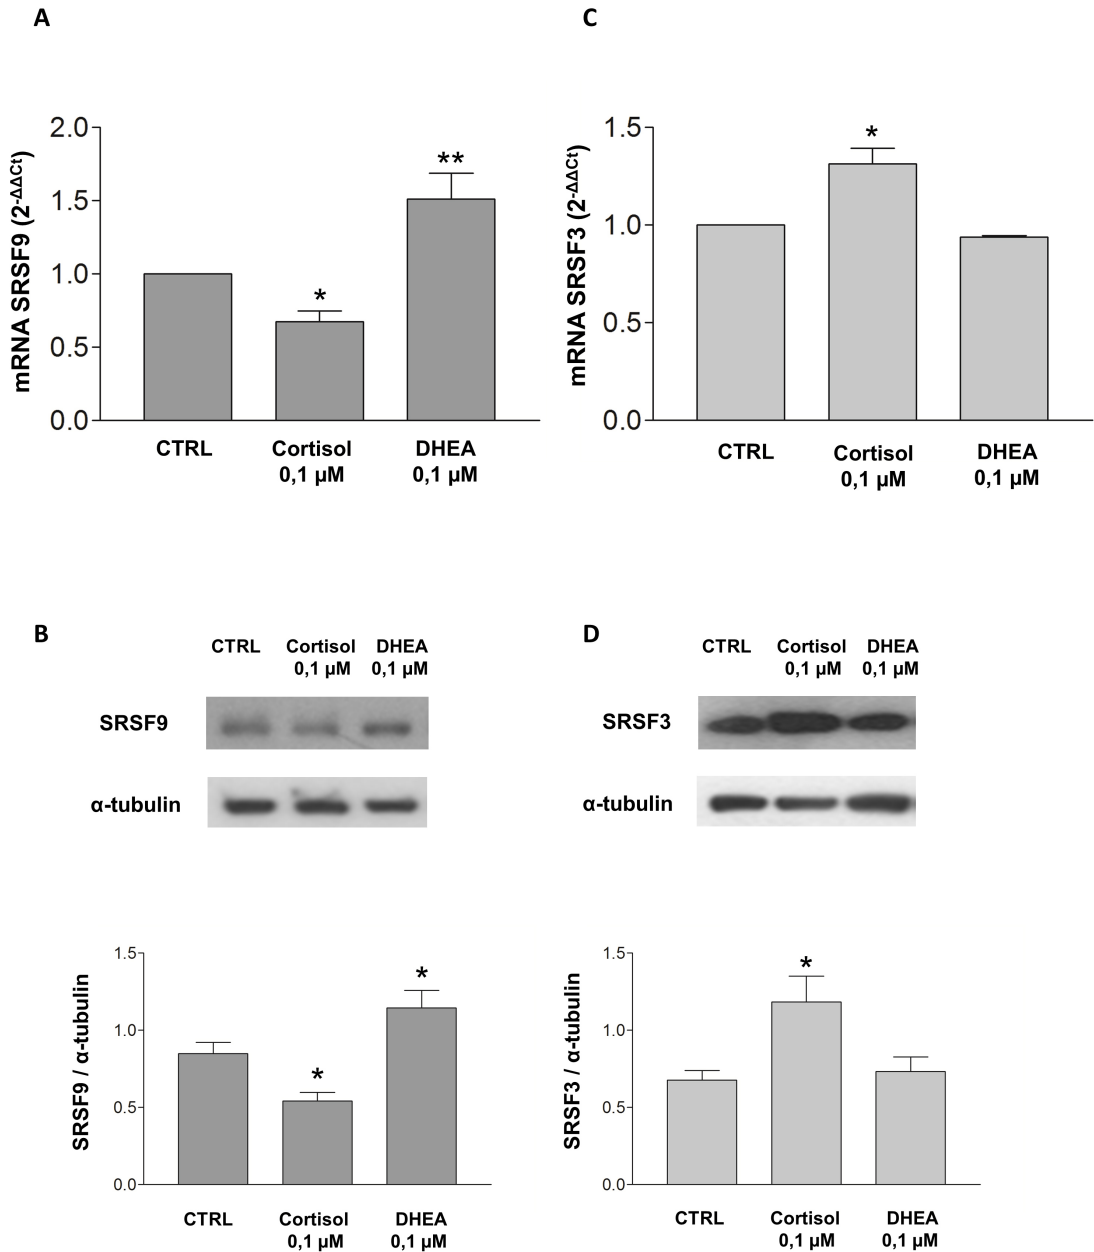 A
mRNA SRSF9 (2-ΔΔCt)
2.0
1.5
1.0
0.5
0.0
*
**
CTRL
Cortisol
0,1 µM
DHEA
0,1 µM
C
mRNA SRSF3 (2-ΔΔCt)
1.5
1.0
0.5
0.0
*
CTRL
Cortisol
0,1 µM
DHEA
0,1 µM
B
CTRL
Cortisol
0,1 µM
DHEA
0,1 µM
SRSF9
α-tubulin
SRSF9 / α-tubulin
1.5
1.0
0.5
0.0
*
*
CTRL
Cortisol
0,1 µM
DHEA
0,1 µM
D
CTRL
Cortisol
0,1 µM
DHEA
0,1 µM
SRSF3
α-tubulin
SRSF3 / α-tubulin
1.5
1.0
0.5
0.0
*
CTRL
Cortisol
0,1 µM
DHEA
0,1 µM